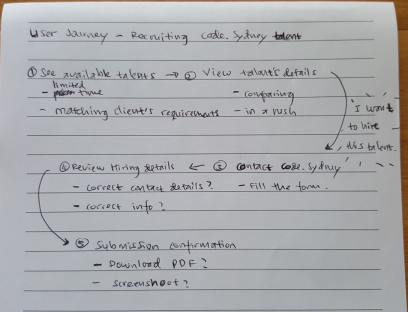 User Journey - Recruiting code.Sydney talent
① See available talents → ② View talent's details
limited
- time - comparing
- matching client's requirements - in a rush
"I want
to hire
this talent."
④ Review Hiring details ← ③ contact code.Sydney
- correct contact details? - Fill the form.
- correct info?
⑤ Submission confirmation
- Download PDF?
- screenshoot?